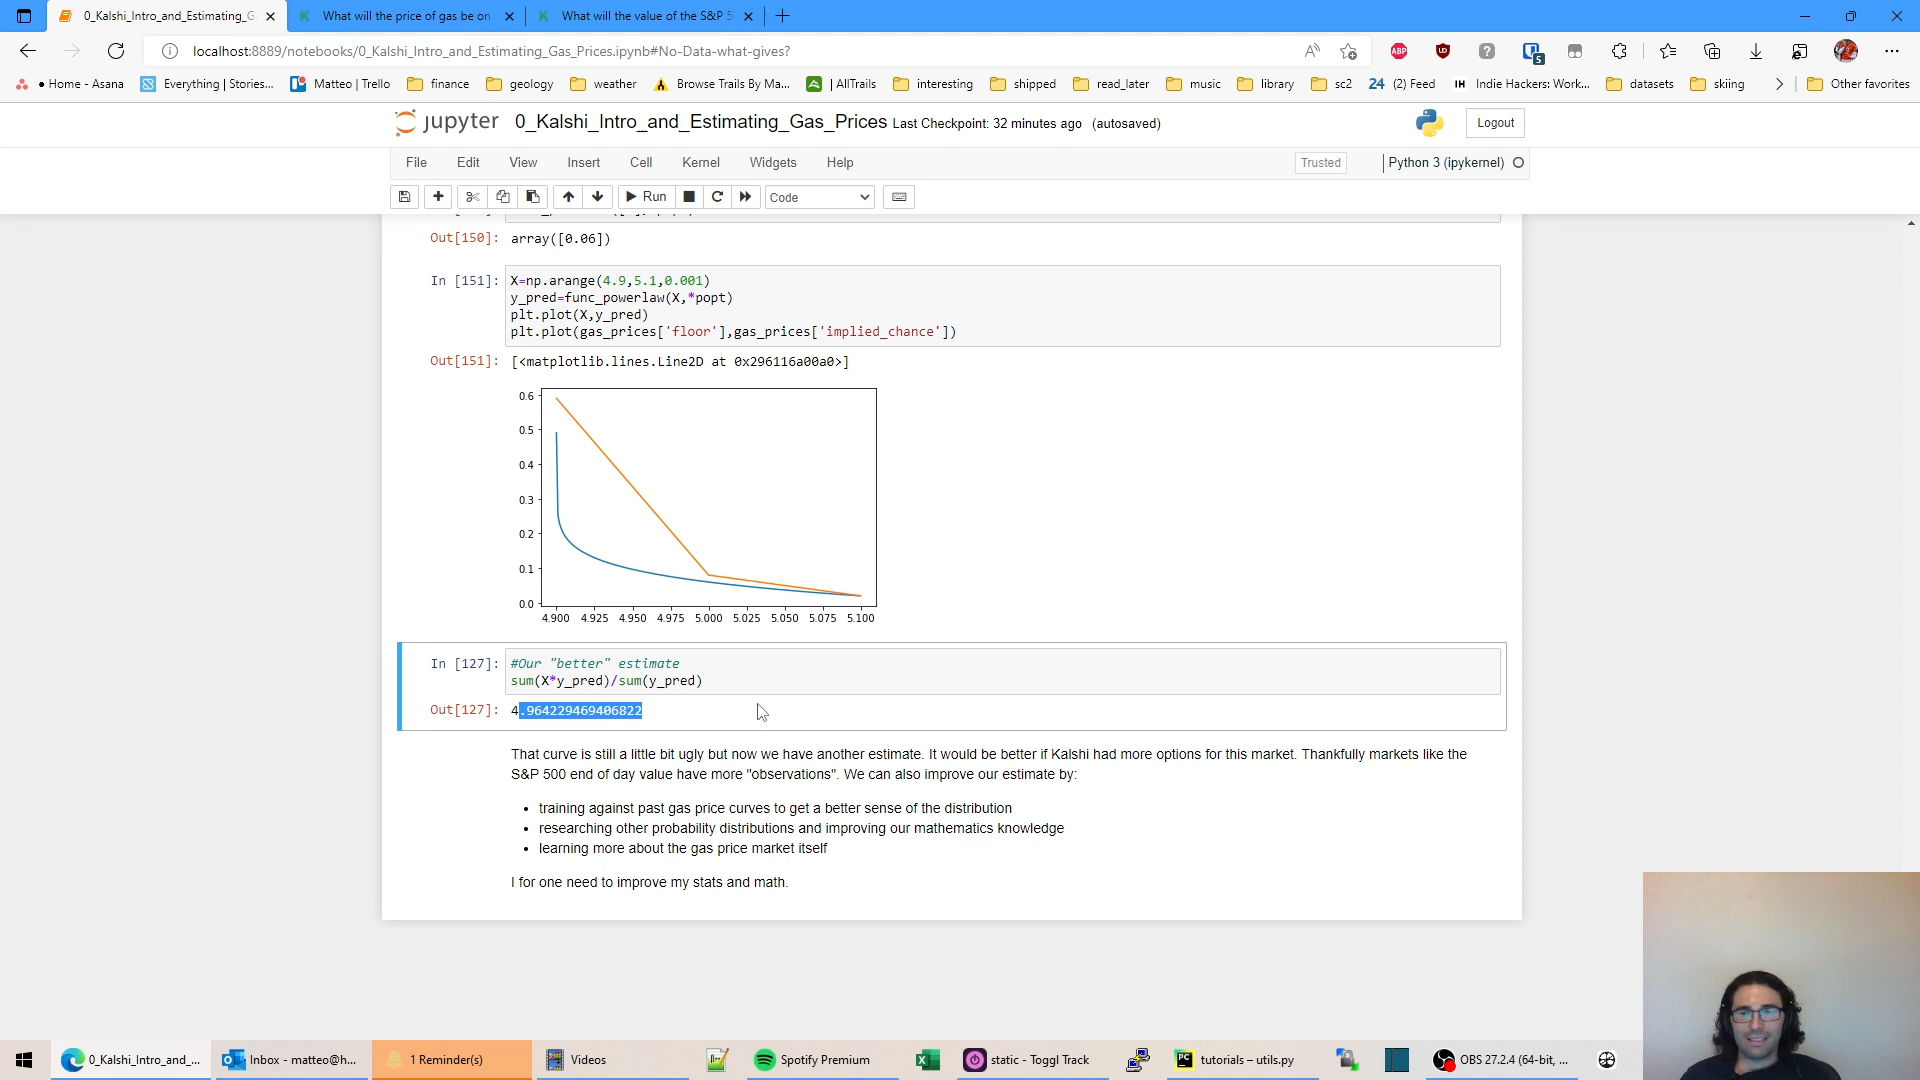 0_Kalshi_Intro_and_Estimating_G
What will the price of gas be on
What will the value of the S&P 5
localhost:8889/notebooks/0_Kalshi_Intro_and_Estimating_Gas_Prices.ipynb#No-Data-what-gives?
Home - Asana
Everything | Stories...
Matteo | Trello
finance
geology
weather
Browse Trails By Ma...
| AllTrails
interesting
shipped
read_later
music
library
sc2
24 (2) Feed
IH Indie Hackers: Work...
datasets
skiing
Other favorites
jupyter 0_Kalshi_Intro_and_Estimating_Gas_Prices Last Checkpoint: 32 minutes ago (autosaved)
Logout
File Edit View Insert Cell Kernel Widgets Help
Trusted
Python 3 (ipykernel)
Run
Code
Out[150]: array([0.06])
In [151]: X=np.arange(4.9,5.1,0.001)
y_pred=func_powerlaw(X,*popt)
plt.plot(X,y_pred)
plt.plot(gas_prices['floor'],gas_prices['implied_chance'])
Out[151]: [<matplotlib.lines.Line2D at 0x296116a00a0>]
0.6
0.5
0.4
0.3
0.2
0.1
0.0
4.900 4.925 4.950 4.975 5.000 5.025 5.050 5.075 5.100
In [127]: #Our "better" estimate
sum(X*y_pred)/sum(y_pred)
Out[127]: 4.964229469406822
That curve is still a little bit ugly but now we have another estimate. It would be better if Kalshi had more options for this market. Thankfully markets like the
S&P 500 end of day value have more "observations". We can also improve our estimate by:
• training against past gas price curves to get a better sense of the distribution
• researching other probability distributions and improving our mathematics knowledge
• learning more about the gas price market itself
I for one need to improve my stats and math.
0_Kalshi_Intro_and_...
Inbox - matteo@h...
1 Reminder(s)
Videos
Spotify Premium
static - Toggl Track
tutorials – utils.py
OBS 27.2.4 (64-bit, ...